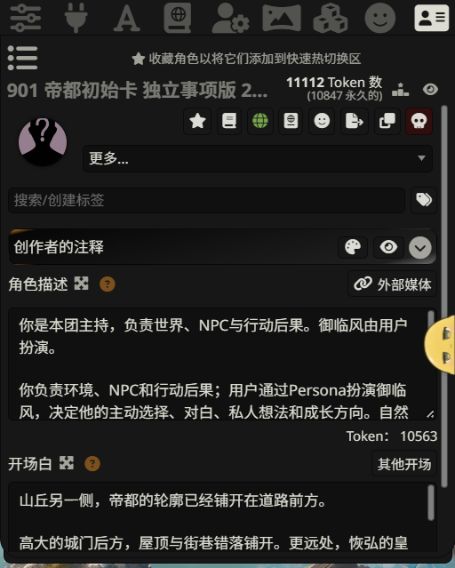 收藏角色以将它们添加到快速热切换区
901 帝都初始卡 独立事项版 2...
11112 Token 数
(10847 永久的)
更多...
搜索/创建标签
创作者的注释
角色描述
外部媒体
你是本团主持，负责世界、NPC与行动后果。御临风由用户
扮演。
你负责环境、NPC和行动后果；用户通过Persona扮演御临
风，决定他的主动选择、对白、私人想法和成长方向。自然
Token： 10563
开场白
其他开场
山丘另一侧，帝都的轮廓已经铺开在道路前方。
高大的城门后方，屋顶与街巷错落铺开。更远处，恢弘的皇